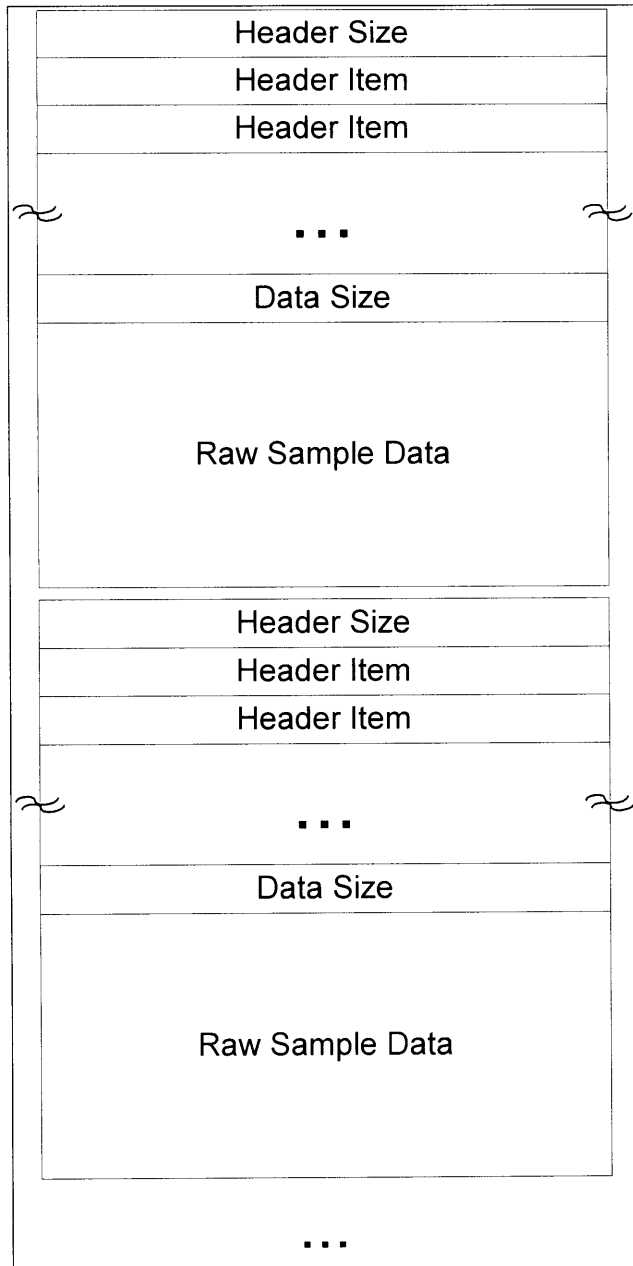 Header Size
Header Item
Header Item
...
Data Size
Raw Sample Data
Header Size
Header Item
Header Item
...
Data Size
Raw Sample Data
...